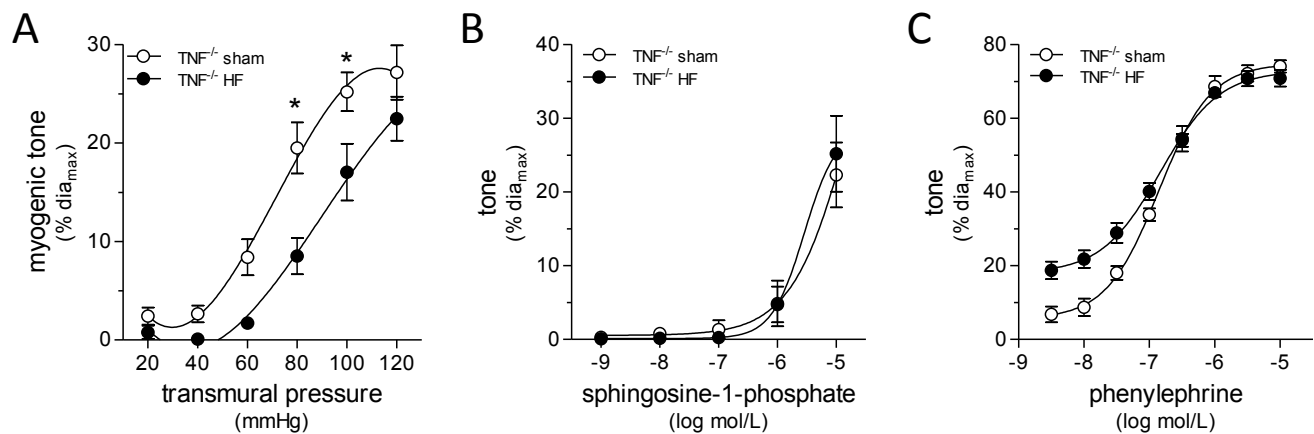 A
TNF-/- sham
TNF-/- HF
*
*
30
20
10
0
myogenic tone
(% diamax)
20 40 60 80 100 120
transmural pressure
(mmHg)
B
TNF-/- sham
TNF-/- HF
40
30
20
10
0
tone
(% diamax)
-9 -8 -7 -6 -5
sphingosine-1-phosphate
(log mol/L)
C
TNF-/- sham
TNF-/- HF
80
60
40
20
0
tone
(% diamax)
-9 -8 -7 -6 -5
phenylephrine
(log mol/L)